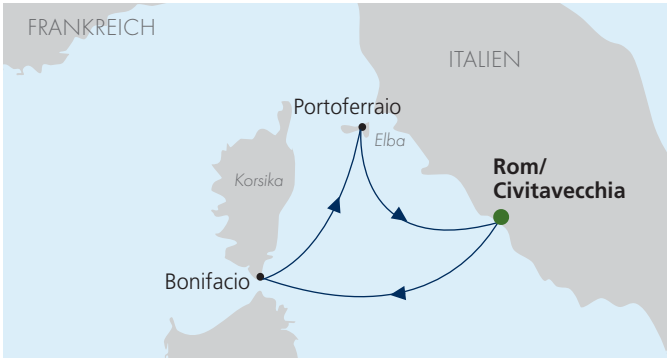 FRANKREICH
ITALIEN
Portoferraio
Elba
Rom/
Civitavecchia
Korsika
Bonifacio